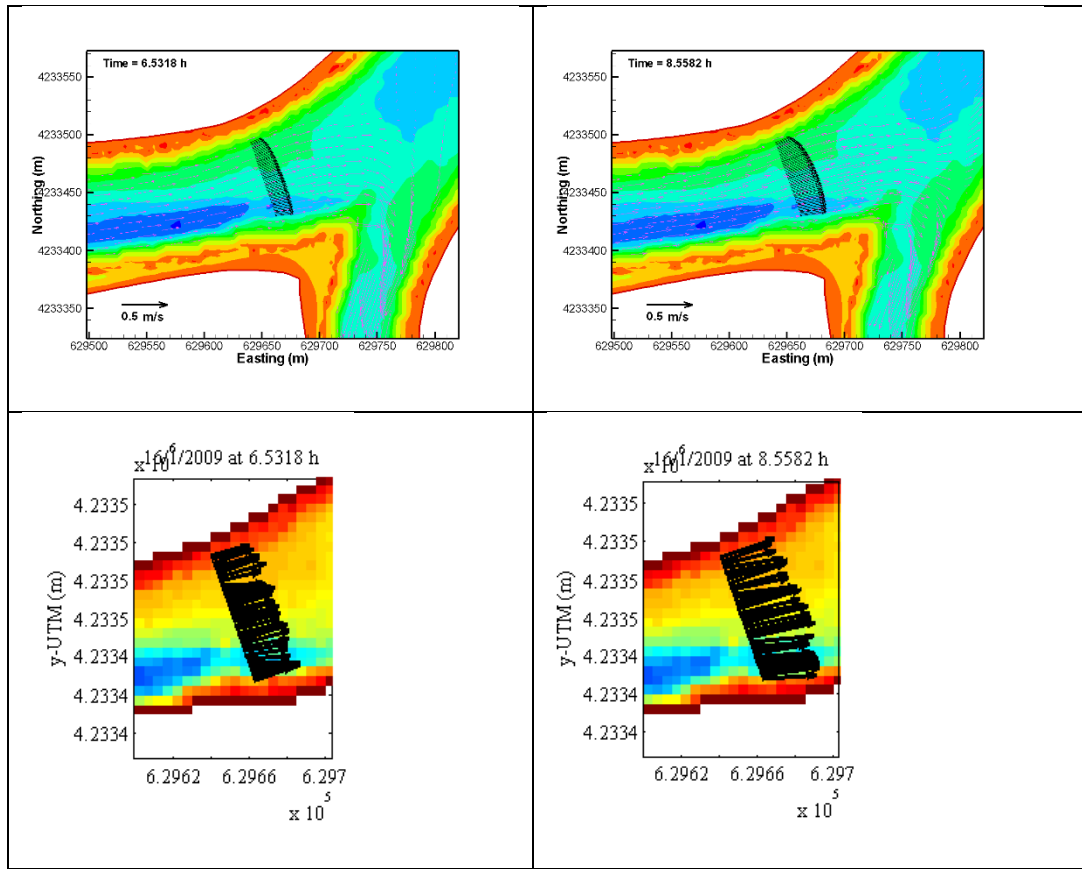 Time = 6.5318 h
4233550
4233500
4233450
4233400
4233350
Northing (m)
0.5 m/s
629500 629550 629600 629650 629700 629750 629800
Easting (m)
Time = 8.5582 h
4233550
4233500
4233450
4233400
4233350
Northing (m)
0.5 m/s
629500 629550 629600 629650 629700 629750 629800
Easting (m)
x 10^6
16/1/2009 at 6.5318 h
4.2335
4.2335
4.2335
4.2335
4.2334
4.2334
4.2334
y-UTM (m)
6.2962 6.2966 6.297
x 10^5
x 10^6
16/1/2009 at 8.5582 h
4.2335
4.2335
4.2335
4.2335
4.2334
4.2334
4.2334
y-UTM (m)
6.2962 6.2966 6.297
x 10^5